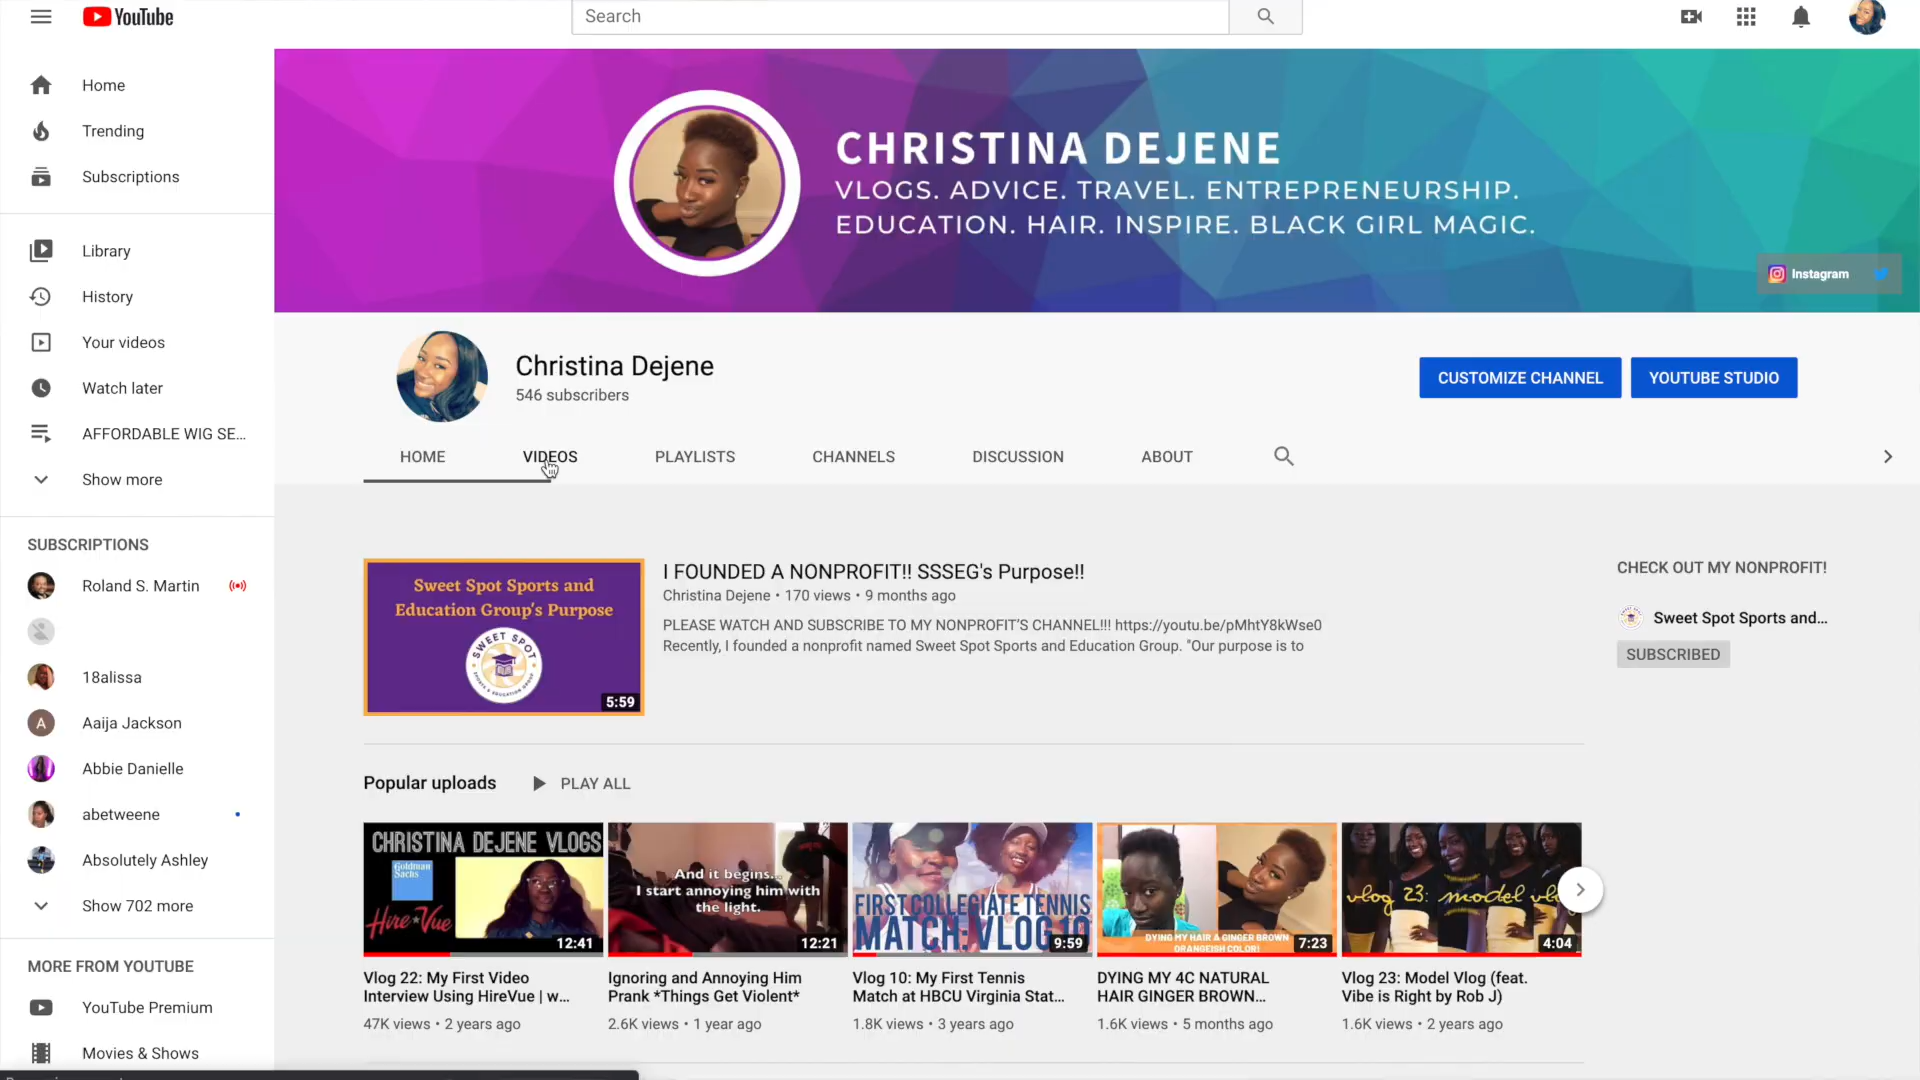 YouTube
Search
Home
Trending
Subscriptions
Library
History
Your videos
Watch later
AFFORDABLE WIG SE...
Show more
SUBSCRIPTIONS
Roland S. Martin
18alissa
Aaija Jackson
A
Abbie Danielle
abetweene
Absolutely Ashley
Show 702 more
MORE FROM YOUTUBE
YouTube Premium
Movies & Shows
CHRISTINA DEJENE
VLOGS. ADVICE. TRAVEL. ENTREPRENEURSHIP.
EDUCATION. HAIR. INSPIRE. BLACK GIRL MAGIC.
Instagram
Christina Dejene
546 subscribers
CUSTOMIZE CHANNEL
YOUTUBE STUDIO
HOME
VIDEOS
PLAYLISTS
CHANNELS
DISCUSSION
ABOUT
Sweet Spot Sports and
Education Group's Purpose
SWEET SPOT
SPORTS & EDUCATION GROUP
5:59
I FOUNDED A NONPROFIT!! SSSEG's Purpose!!
Christina Dejene • 170 views • 9 months ago
PLEASE WATCH AND SUBSCRIBE TO MY NONPROFIT'S CHANNEL!!! https://youtu.be/pMhtY8kWse0
Recently, I founded a nonprofit named Sweet Spot Sports and Education Group. "Our purpose is to
CHECK OUT MY NONPROFIT!
Sweet Spot Sports and...
SUBSCRIBED
Popular uploads
PLAY ALL
CHRISTINA DEJENE VLOGS
Goldman
Sachs
Hire★Vue
12:41
Vlog 22: My First Video
Interview Using HireVue | w...
47K views • 2 years ago
And it begins...
I start annoying him with
the light.
12:21
Ignoring and Annoying Him
Prank *Things Get Violent*
2.6K views • 1 year ago
FIRST COLLEGIATE TENNIS
MATCH: VLOG 10
9:59
Vlog 10: My First Tennis
Match at HBCU Virginia Stat...
1.8K views • 3 years ago
DYING MY HAIR A GINGER BROWN
ORANGEISH COLOR!
7:23
DYING MY 4C NATURAL
HAIR GINGER BROWN...
1.6K views • 5 months ago
vlog 23: model vlog
4:04
Vlog 23: Model Vlog (feat.
Vibe is Right by Rob J)
1.6K views • 2 years ago